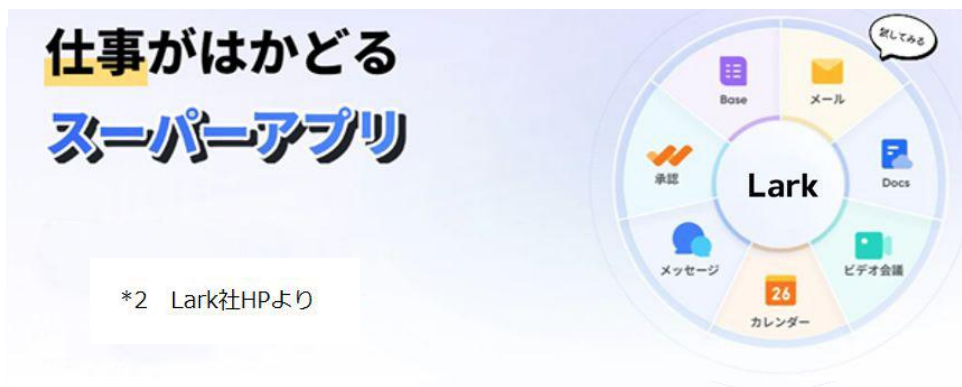 仕事がはかどる
スーパーアプリ
*2　Lark社HPより
試してみる
Base
メール
承認
Lark
Docs
メッセージ
ビデオ会議
26
カレンダー